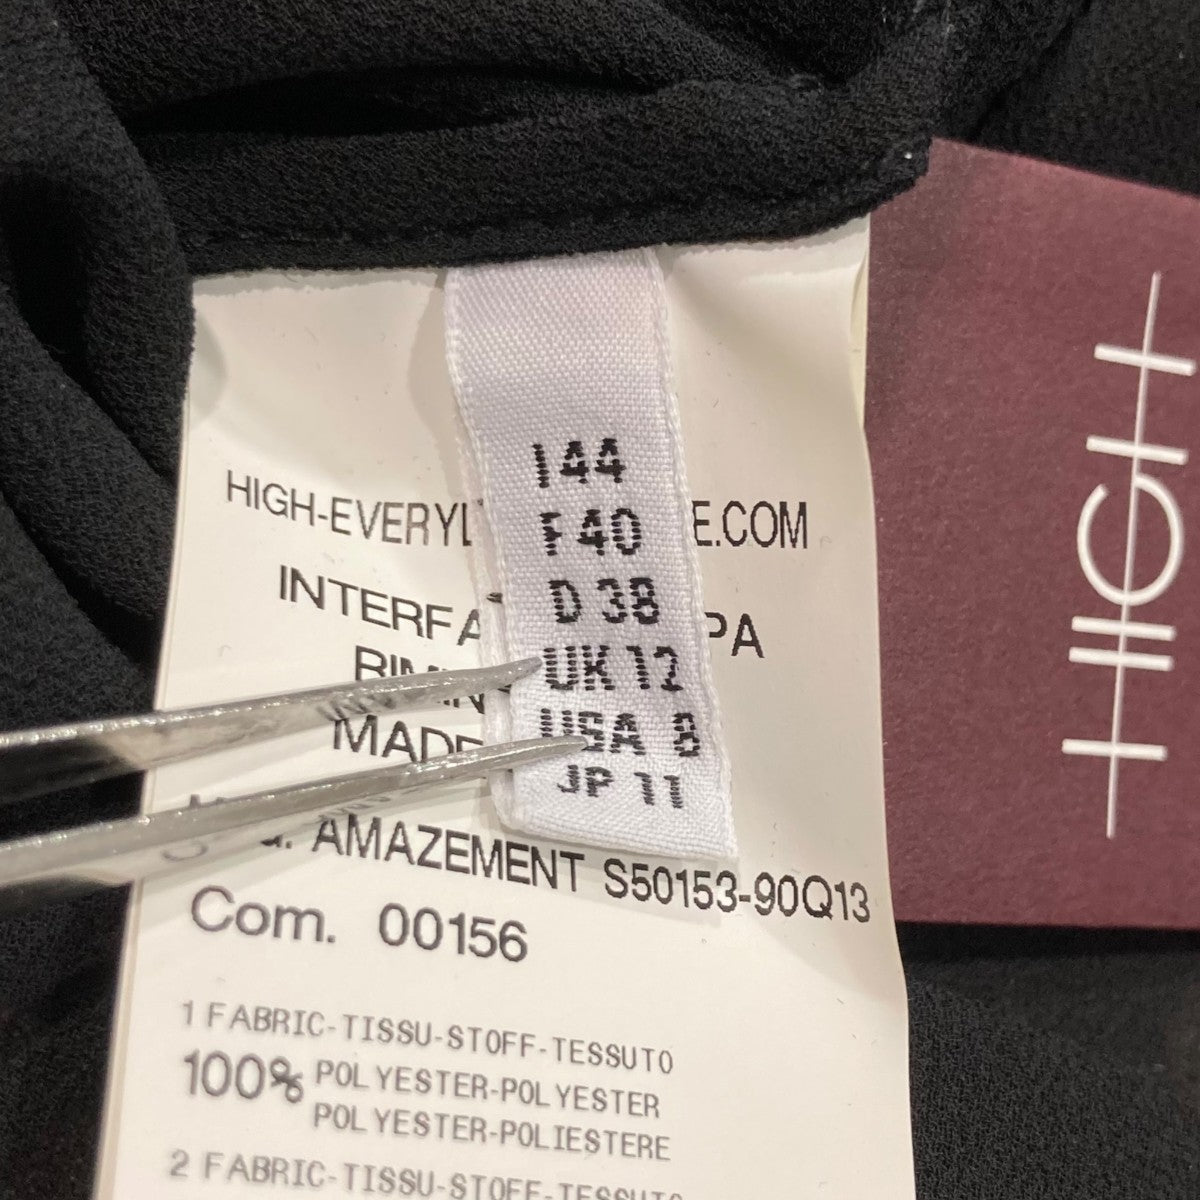 I 44
F 40
D 38
UK 12
USA 8
JP 11
HIGH-EVERYL E.COM
INTERFA PA
MADE
AMAZEMENT S50153-90Q13
Com. 00156
1 FABRIC-TISSU-STOFF-TESSUTO
100% POLYESTER-POLYESTER
POLYESTER-POLIESTERE
2 FABRIC-TISSU-STOFF-TESSUTO
HIGH